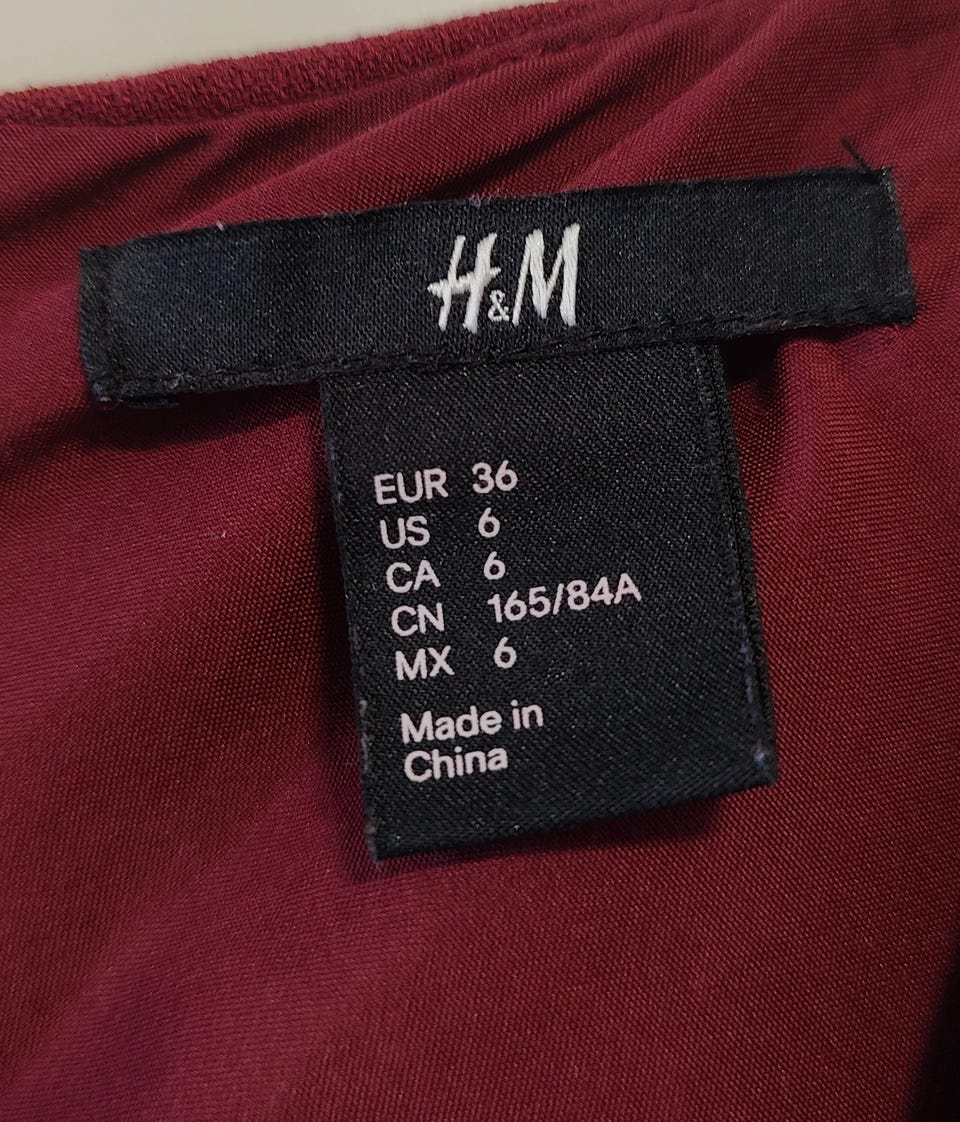 H&M
EUR 36
US 6
CA 6
CN 165/84A
MX 6
Made in
China